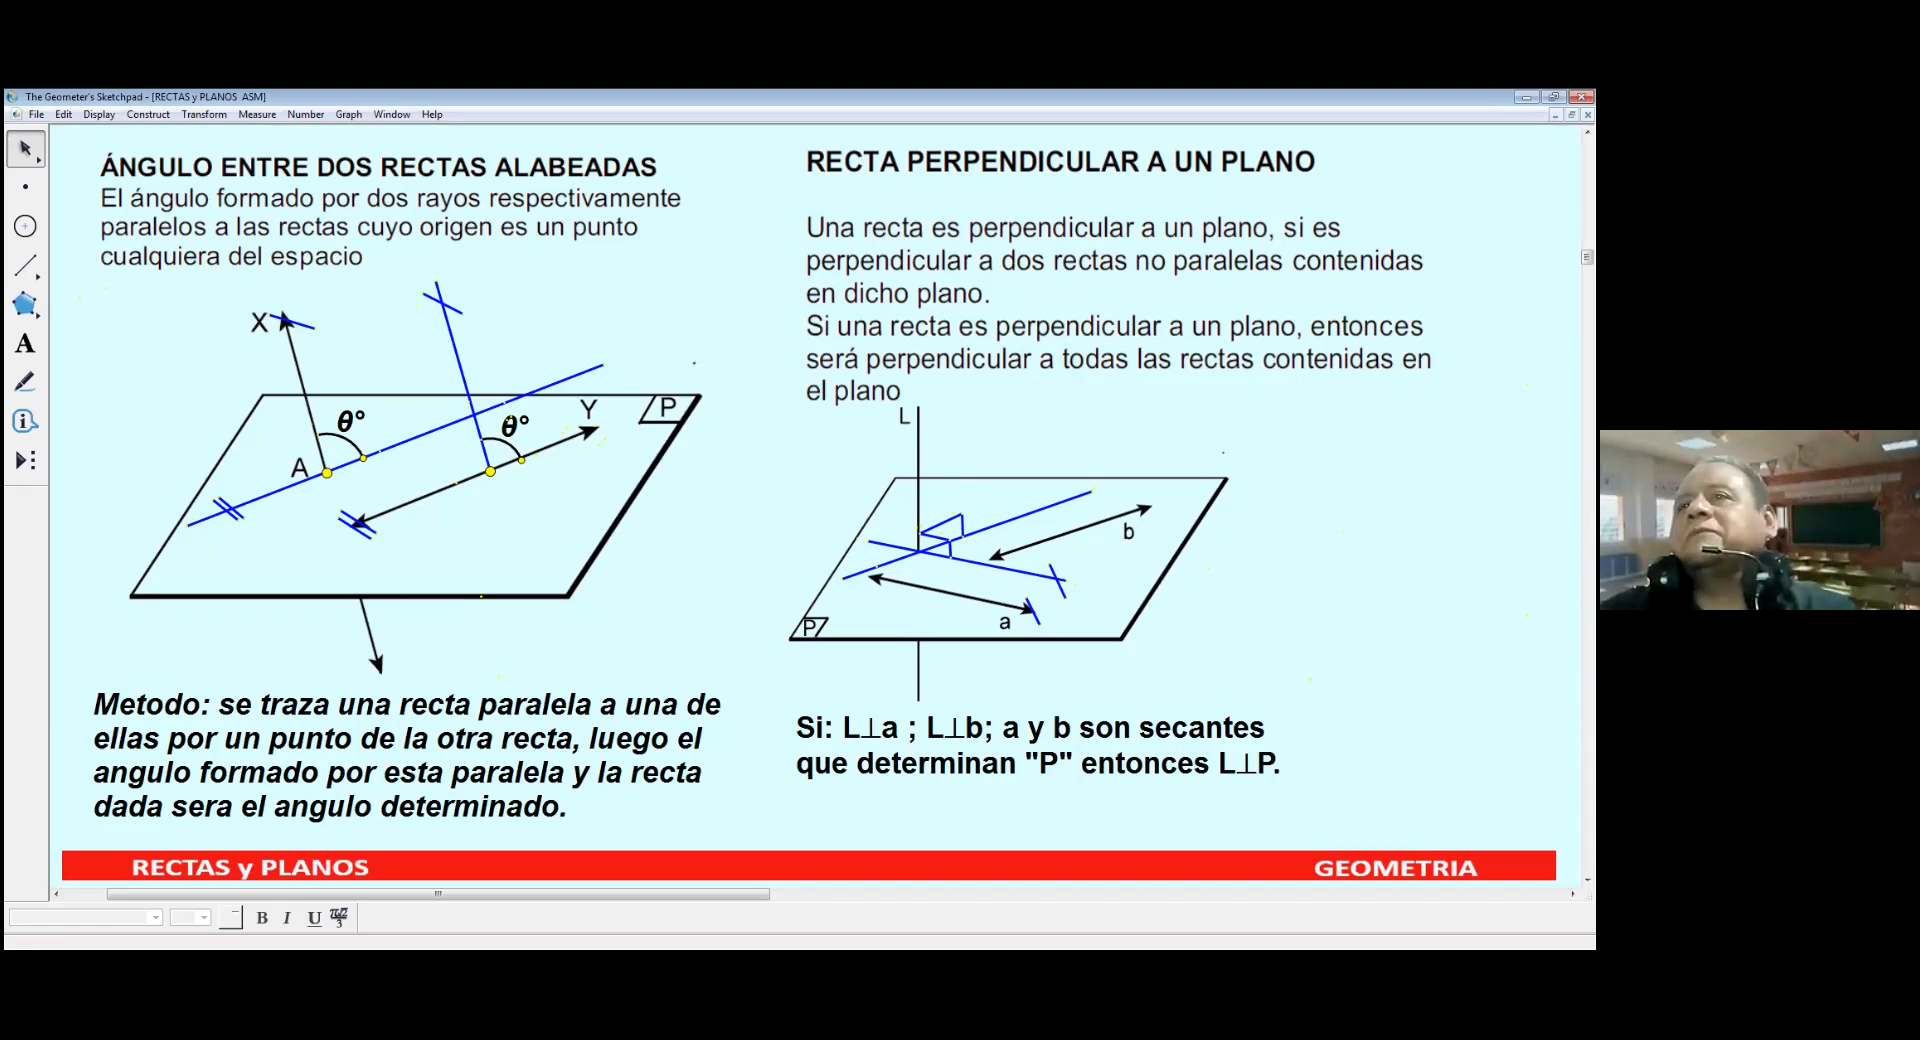 The Geometer's Sketchpad - [RECTAS y PLANOS ASM]
File Edit Display Construct Transform Measure Number Graph Window Help
ÁNGULO ENTRE DOS RECTAS ALABEADAS
El ángulo formado por dos rayos respectivamente
paralelos a las rectas cuyo origen es un punto
cualquiera del espacio
X
θ°
θ°
Y
P
A
Metodo: se traza una recta paralela a una de
ellas por un punto de la otra recta, luego el
angulo formado por esta paralela y la recta
dada sera el angulo determinado.
RECTA PERPENDICULAR A UN PLANO
Una recta es perpendicular a un plano, si es
perpendicular a dos rectas no paralelas contenidas
en dicho plano.
Si una recta es perpendicular a un plano, entonces
será perpendicular a todas las rectas contenidas en
el plano
L
b
a
P
Si: L⊥a ; L⊥b; a y b son secantes
que determinan "P" entonces L⊥P.
RECTAS y PLANOS
GEOMETRIA
A
B I U